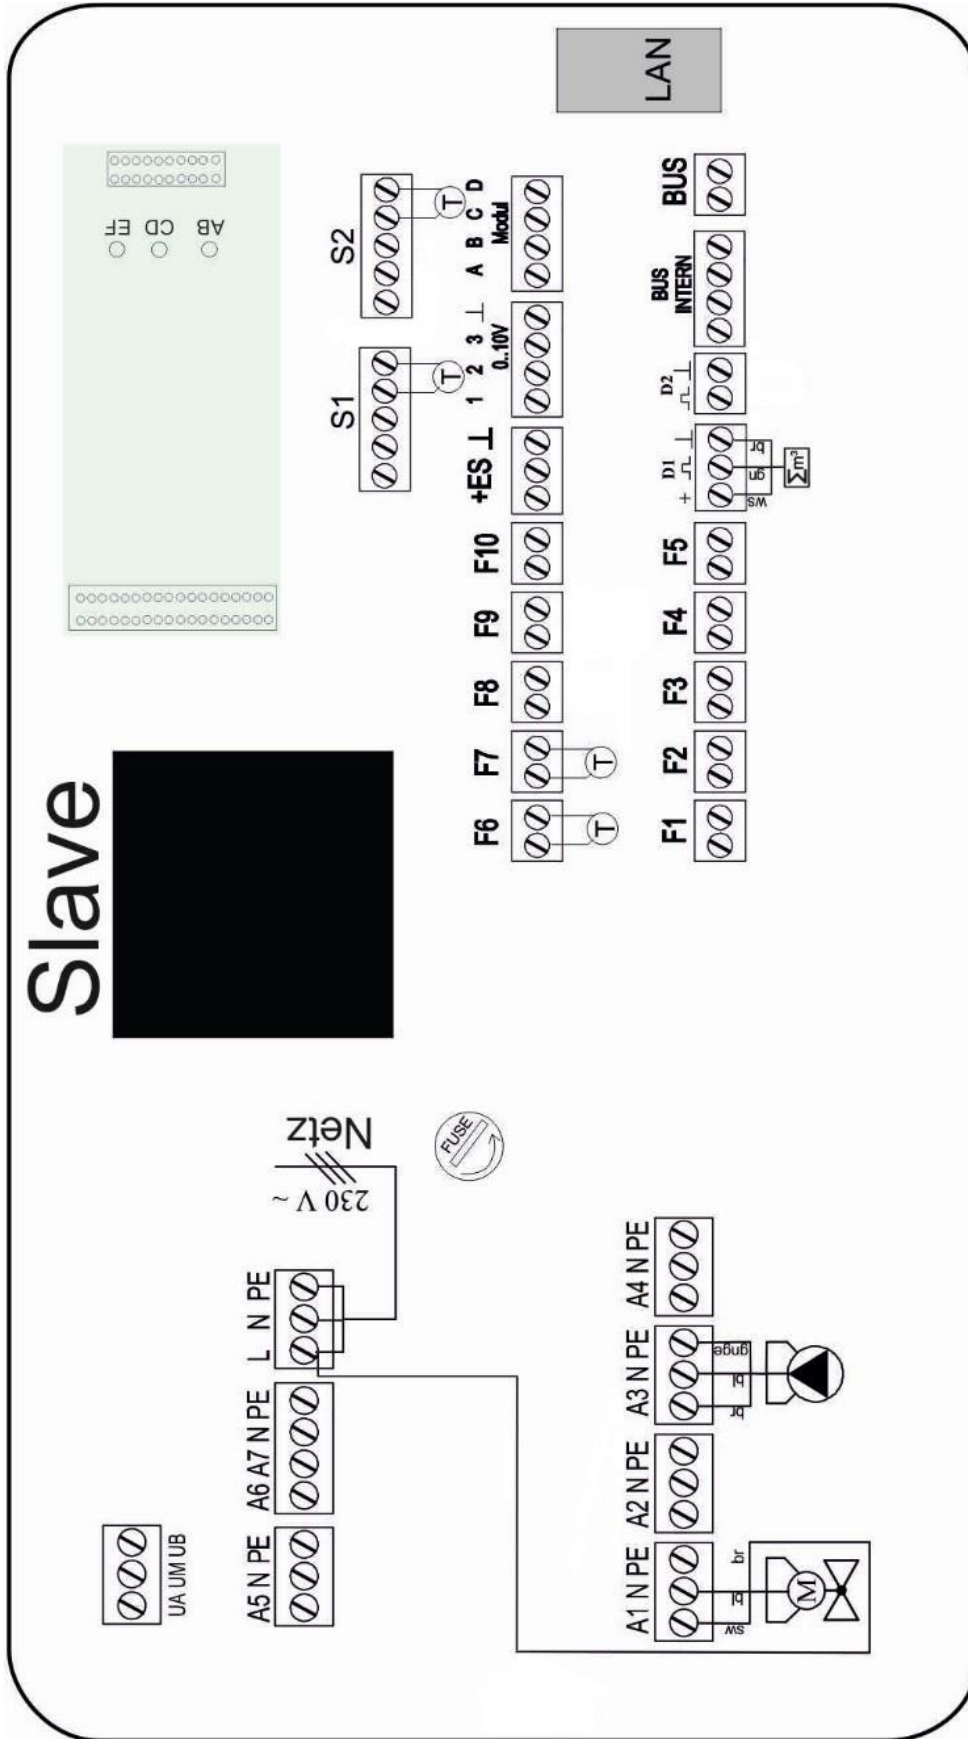 Slave
AB
CD
EF
S1
S2
LAN
F6
F7
F8
F9
F10
+ES ⊥
1 2 3 ⊥
0..10V
A B C D
Modul
T
T
T
T
F1
F2
F3
F4
F5
+ D1 ⊥
ws gn br
Σm³
D2 ⊥
BUS
INTERN
BUS
UA UM UB
A5 N PE
A6 A7 N PE
L N PE
230 V ~
Netz
FUSE
A1 N PE
sw bl br
M
A2 N PE
A3 N PE
br bl gnge
A4 N PE